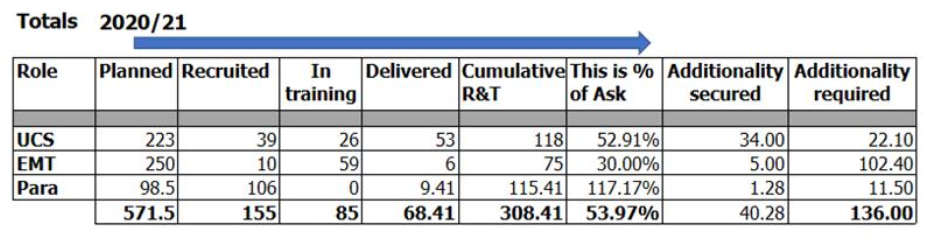 Totals 2020/21
Role Planned Recruited In training Delivered Cumulative R&T This is % of Ask Additionality secured Additionality required
UCS 223 39 26 53 118 52.91% 34.00 22.10
EMT 250 10 59 6 75 30.00% 5.00 102.40
Para 98.5 106 0 9.41 115.41 117.17% 1.28 11.50
571.5 155 85 68.41 308.41 53.97% 40.28 136.00